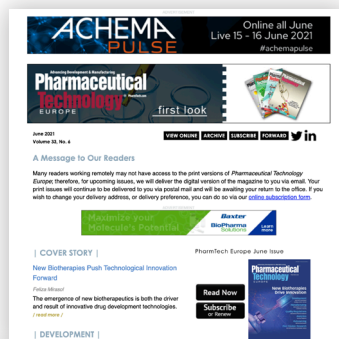 ACHEMA
PULSE
Online all June
Live 15 - 16 June 2021
#achemapulse
Advancing Development & Manufacturing
Pharmaceutical
Technology
EUROPE
first look
June 2021
Volume 33, No. 6
VIEW ONLINE ARCHIVE SUBSCRIBE FORWARD
A Message to Our Readers
Many readers working remotely may not have access to the print versions of Pharmaceutical Technology
Europe; therefore, for upcoming issues, we will deliver the digital version of the magazine to you via email. Your
print issues will continue to be delivered to you via postal mail and will be awaiting your return to the office. If you
wish to change your delivery address, or delivery preference, you can do so via our online subscription form.
Maximize your
Molecule's Potential
Baxter
BioPharma
Solutions
Learn
more
| COVER STORY |
New Biotherapies Push Technological Innovation
Forward
Feliza Mirasol
The emergence of new biotherapeutics is both the driver
and result of innovative drug development technologies.
/ read more /
| DEVELOPMENT |
PharmTech Europe June Issue
Read Now
Subscribe
or Renew
Pharmaceutical
Technology
New Biotherapies
Drive Innovation